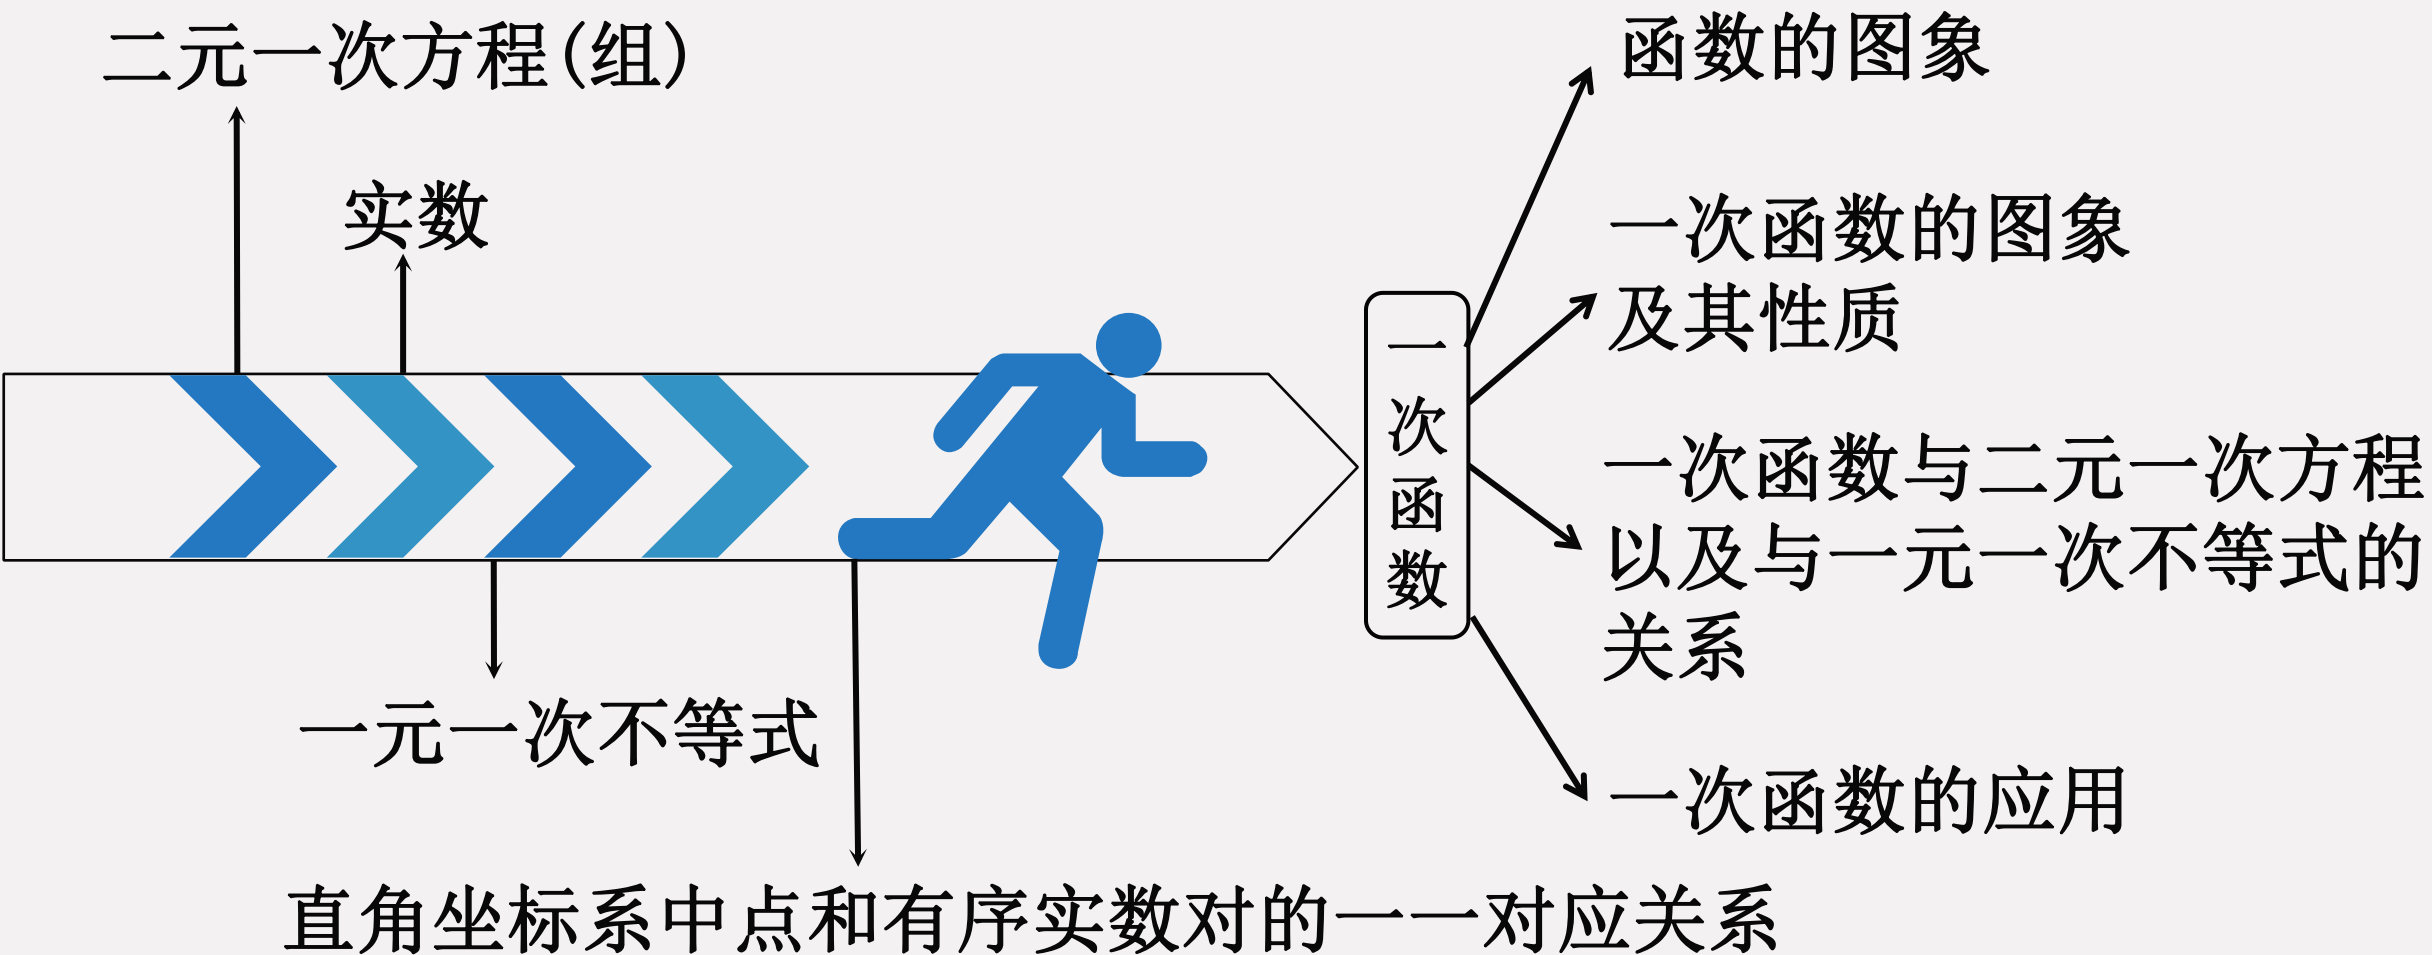 二元一次方程(组)
实数
一元一次不等式
直角坐标系中点和有序实数对的一一对应关系
一次函数
函数的图象
一次函数的图象
及其性质
一次函数与二元一次方程
以及与一元一次不等式的
关系
一次函数的应用